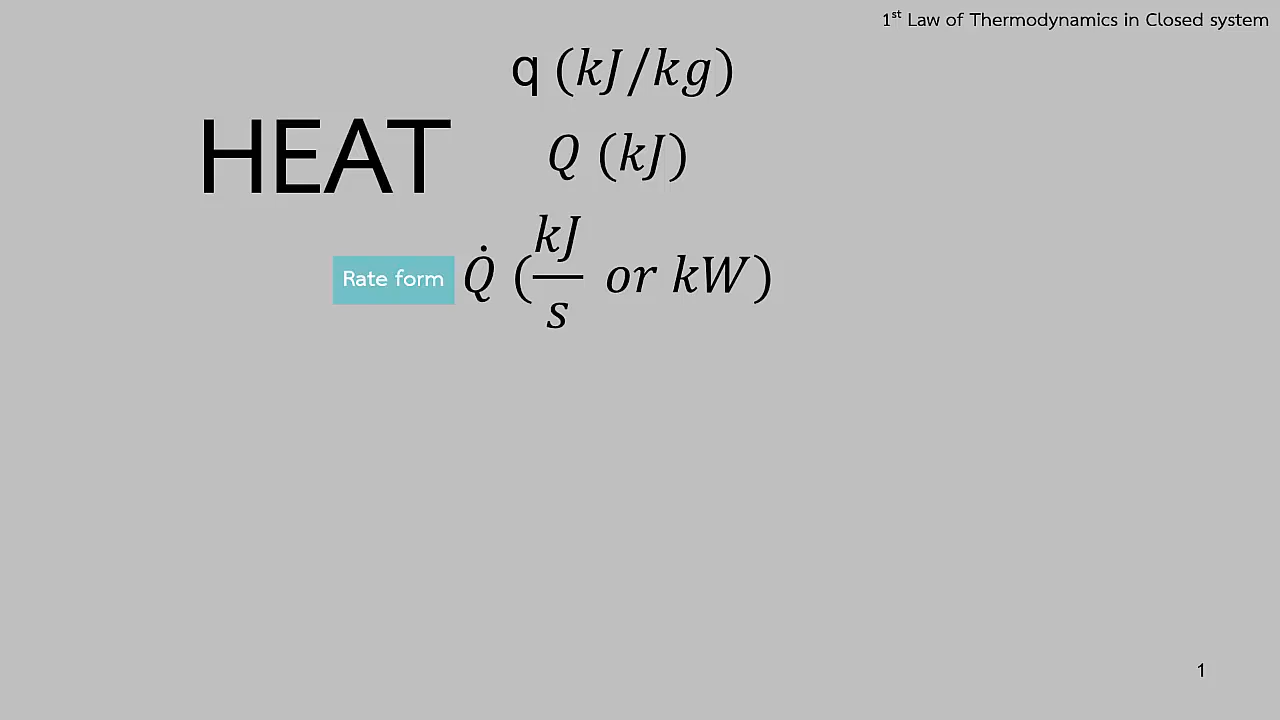 1st Law of Thermodynamics in Closed system
q (kJ/kg)
HEAT
Q (kJ)
Rate form
Q̇ (kJ/s or kW)
1